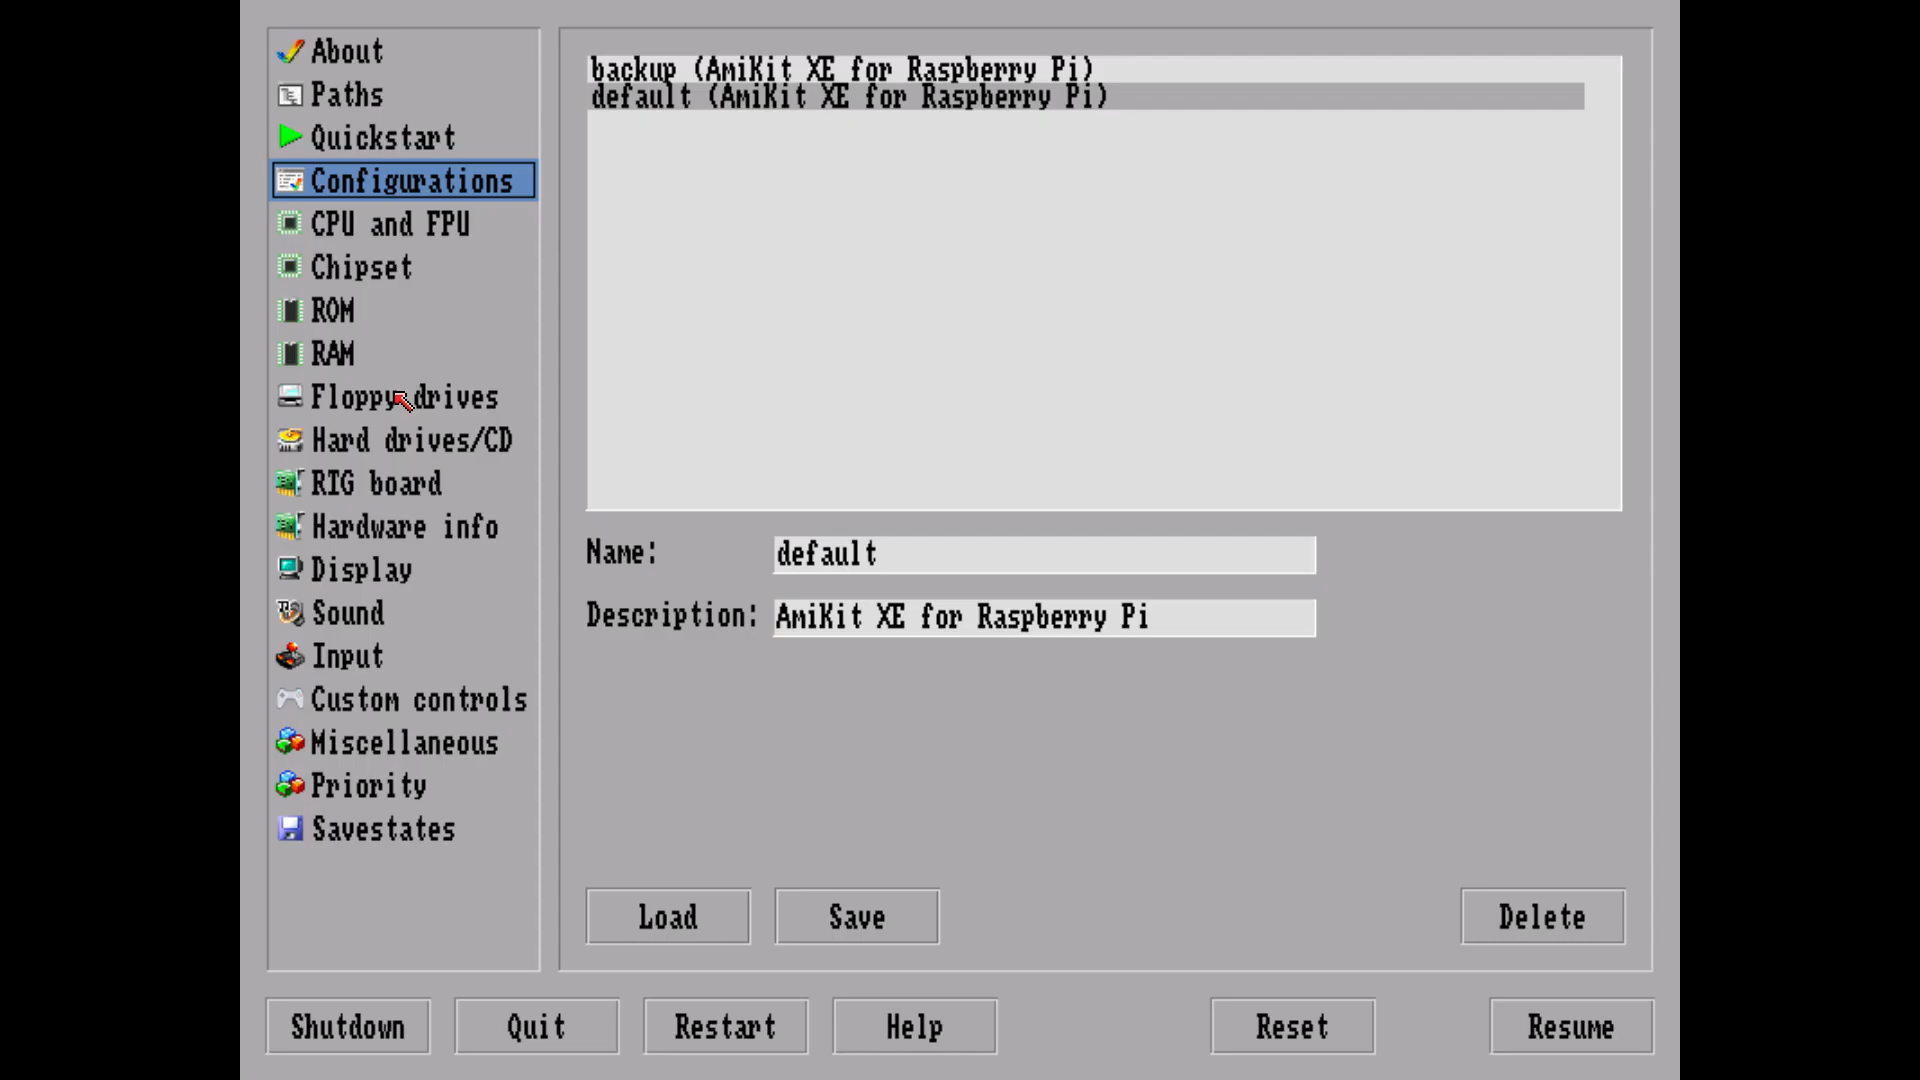 About
Paths
Quickstart
Configurations
CPU and FPU
Chipset
ROM
RAM
Floppy drives
Hard drives/CD
RTG board
Hardware info
Display
Sound
Input
Custom controls
Miscellaneous
Priority
Savestates
backup (AmiKit XE for Raspberry Pi)
default (AmiKit XE for Raspberry Pi)
Name: default
Description: AmiKit XE for Raspberry Pi
Load Save Delete
Shutdown Quit Restart Help Reset Resume